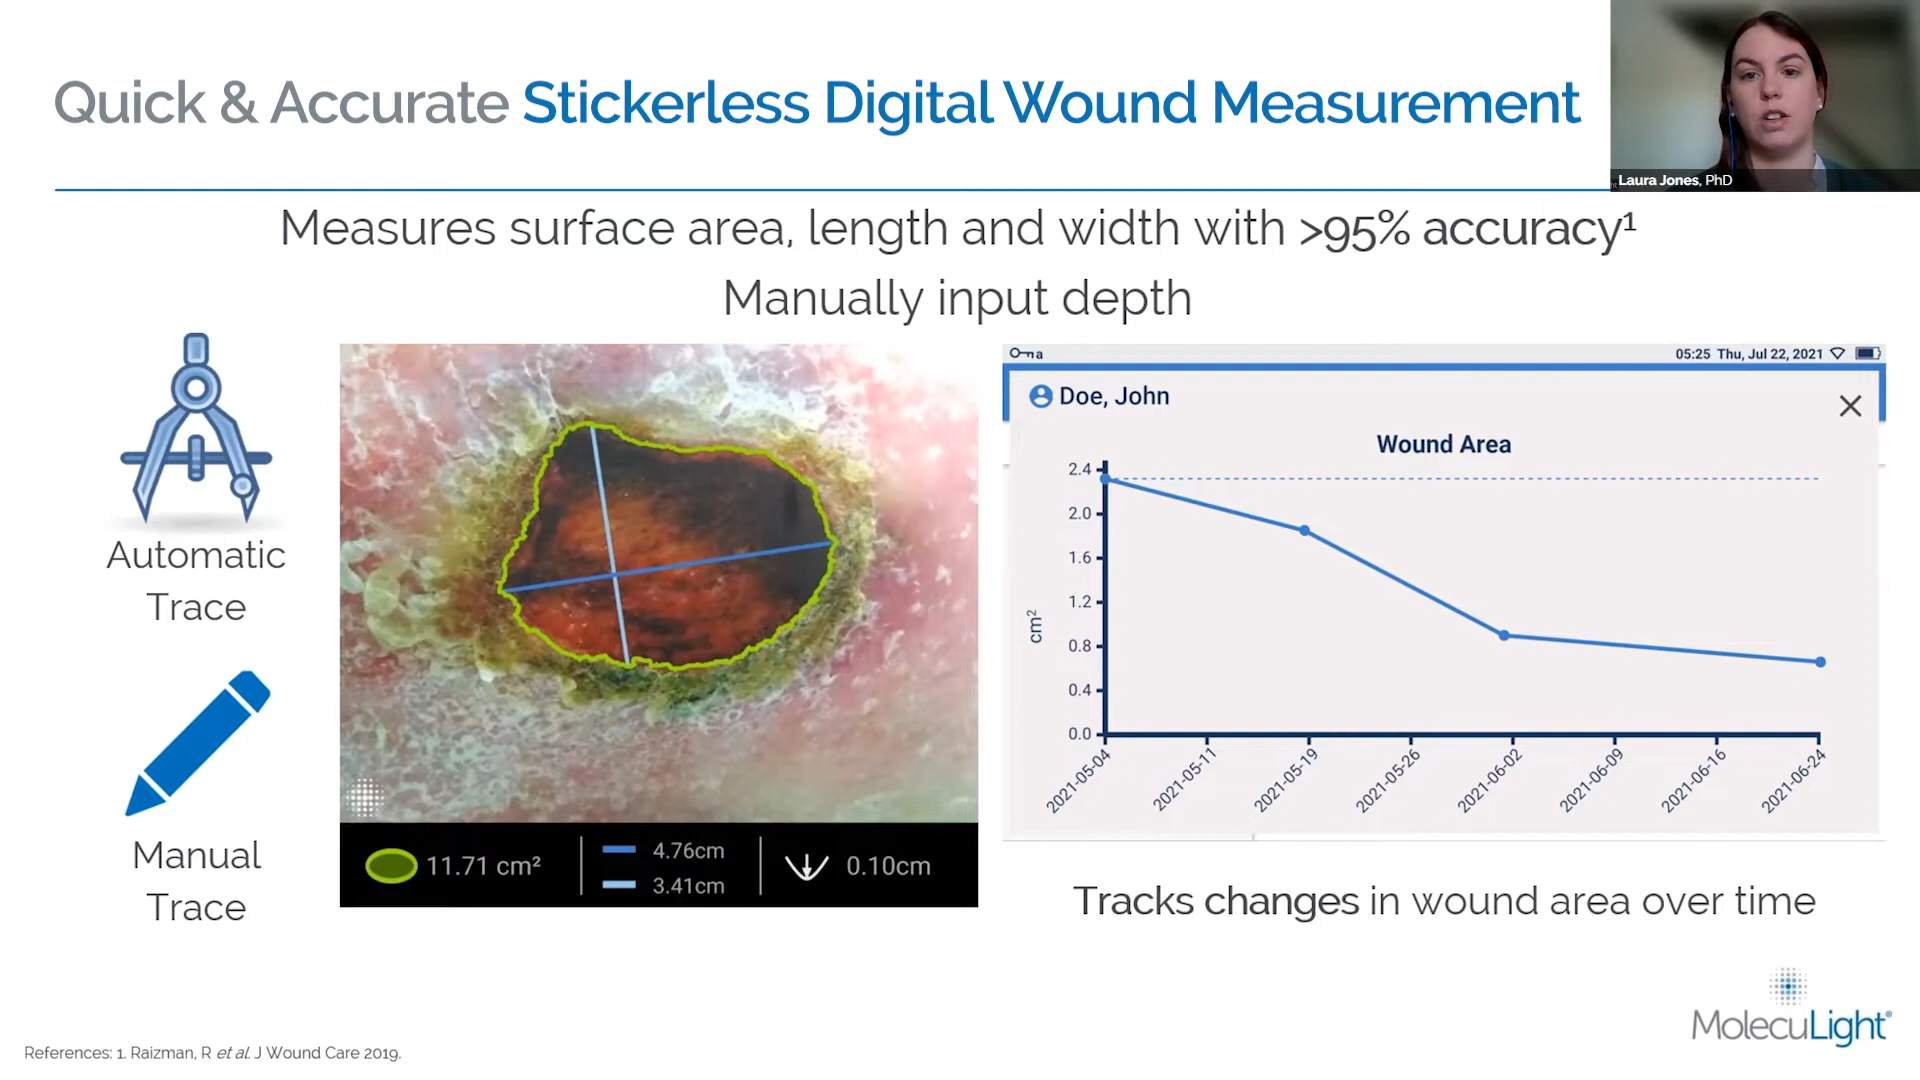 Quick & Accurate Stickerless Digital Wound Measurement
Laura Jones, PhD
Measures surface area, length and width with >95% accuracy¹
Manually input depth
Automatic
Trace
Manual
Trace
11.71 cm²
4.76cm
3.41cm
0.10cm
a
05:25 Thu, Jul 22, 2021
Doe, John
Wound Area
cm²
2.4
2.0
1.6
1.2
0.8
0.4
0.0
2021-05-04
2021-05-11
2021-05-19
2021-05-26
2021-06-02
2021-06-09
2021-06-16
2021-06-24
Tracks changes in wound area over time
MolecuLight®
References: 1. Raizman, R et al. J Wound Care 2019.